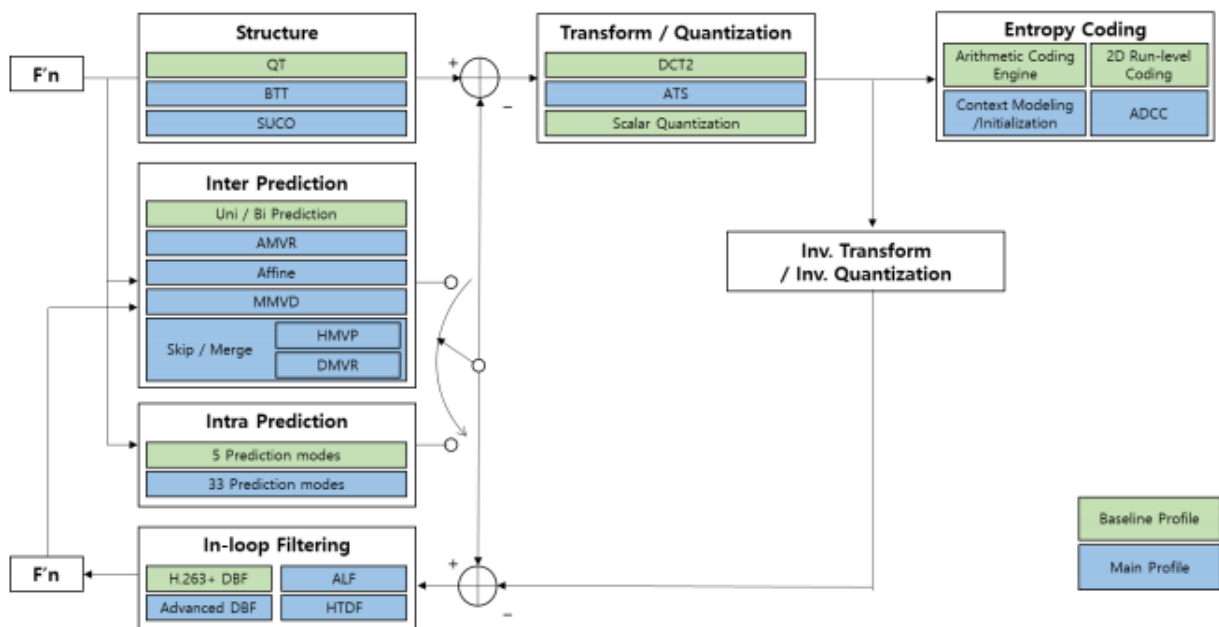 Structure
QT
BTT
SUCO
F'n
+
−
Transform / Quantization
DCT2
ATS
Scalar Quantization
Entropy Coding
Arithmetic Coding
Engine
2D Run-level
Coding
Context Modeling
/Initialization
ADCC
Inter Prediction
Uni / Bi Prediction
AMVR
Affine
MMVD
Skip / Merge
HMVP
DMVR
Inv. Transform
/ Inv. Quantization
Intra Prediction
5 Prediction modes
33 Prediction modes
In-loop Filtering
H.263+ DBF
ALF
Advanced DBF
HTDF
F'n
+
−
Baseline Profile
Main Profile